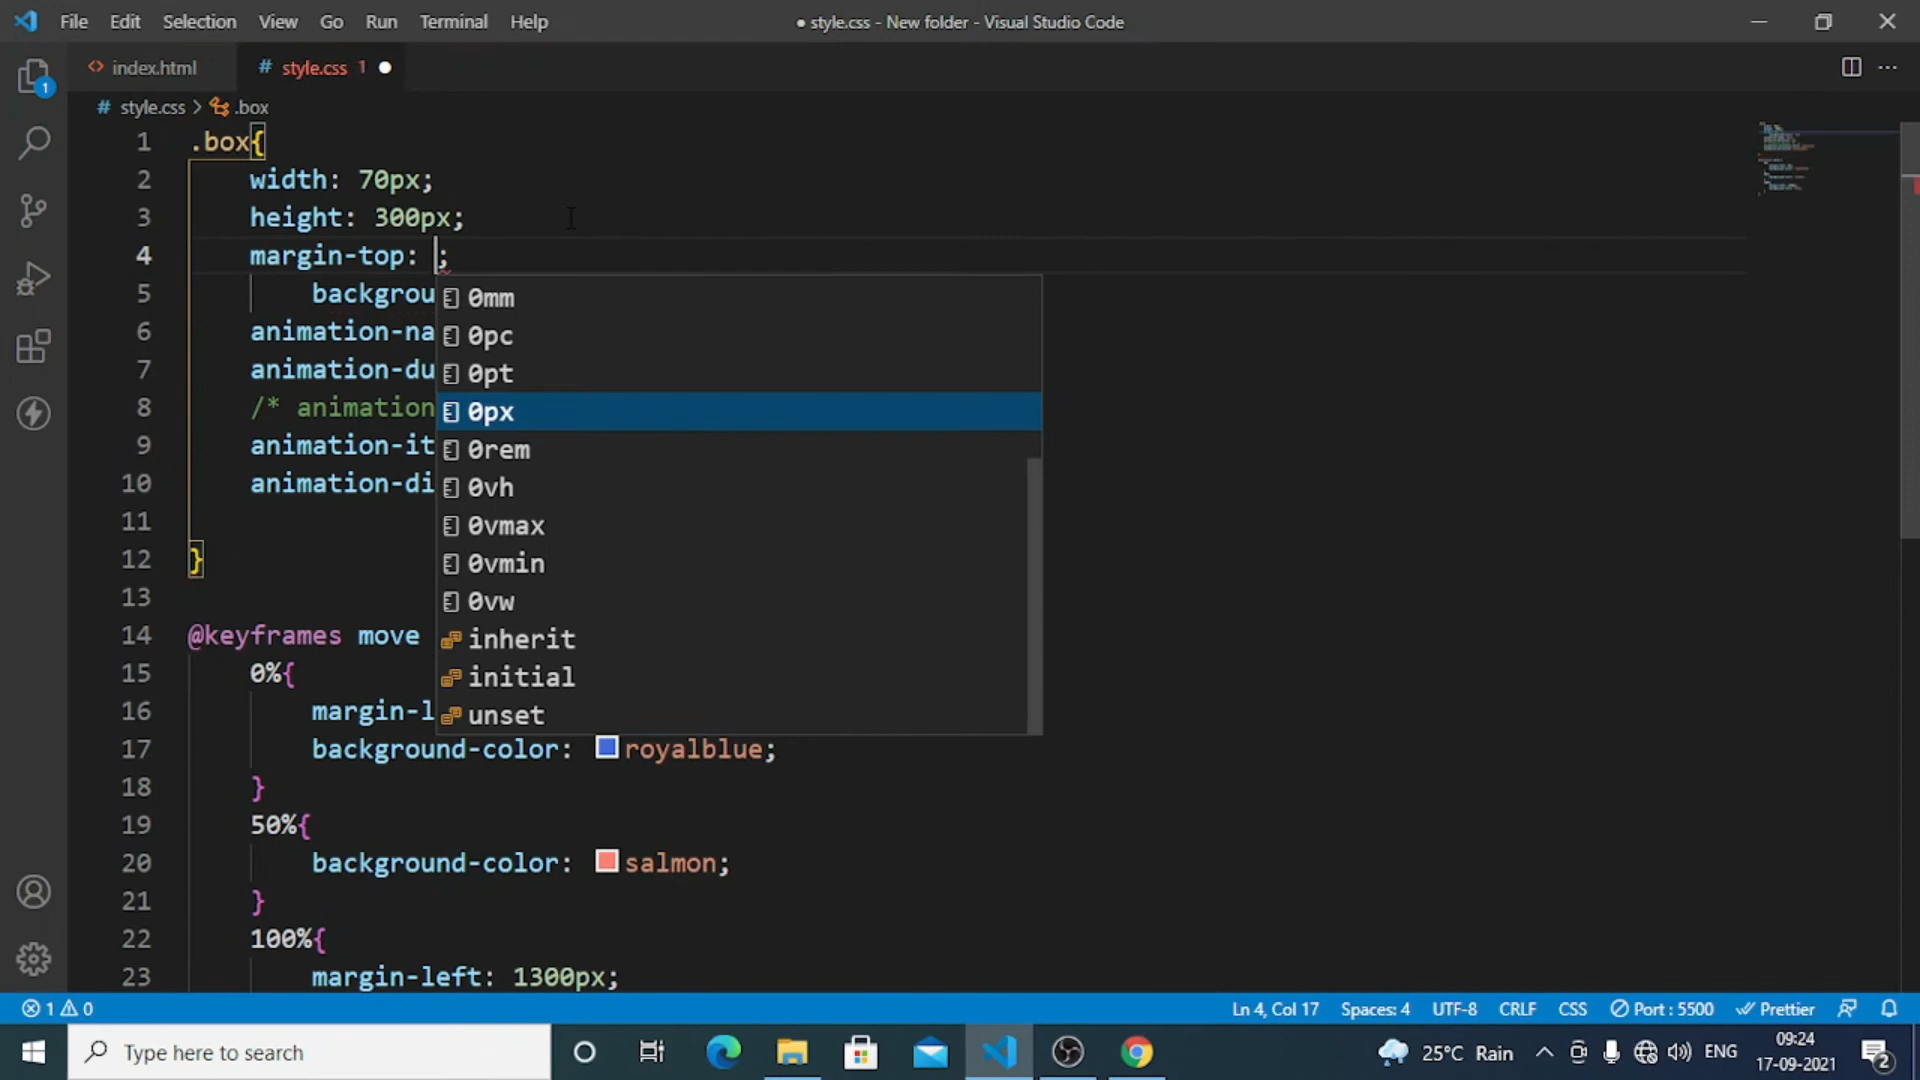 File Edit Selection View Go Run Terminal Help
● style.css - New folder - Visual Studio Code
1
<> index.html
# style.css 1 ●
# style.css > .box
1 .box{
2 width: 70px;
3 height: 300px;
4 margin-top: ;
5 backgrou
6 animation-na
7 animation-du
8 /* animation
9 animation-it
10 animation-di
11
12 }
13
0mm
0pc
0pt
0px
0rem
0vh
0vmax
0vmin
0vw
inherit
initial
unset
14 @keyframes move
15 0%{
16 margin-l
17 background-color: royalblue;
18 }
19 50%{
20 background-color: salmon;
21 }
22 100%{
23 margin-left: 1300px;
1 0
Ln 4, Col 17 Spaces: 4 UTF-8 CRLF CSS Port : 5500 Prettier
Type here to search
25°C Rain
ENG
09:24
17-09-2021
2